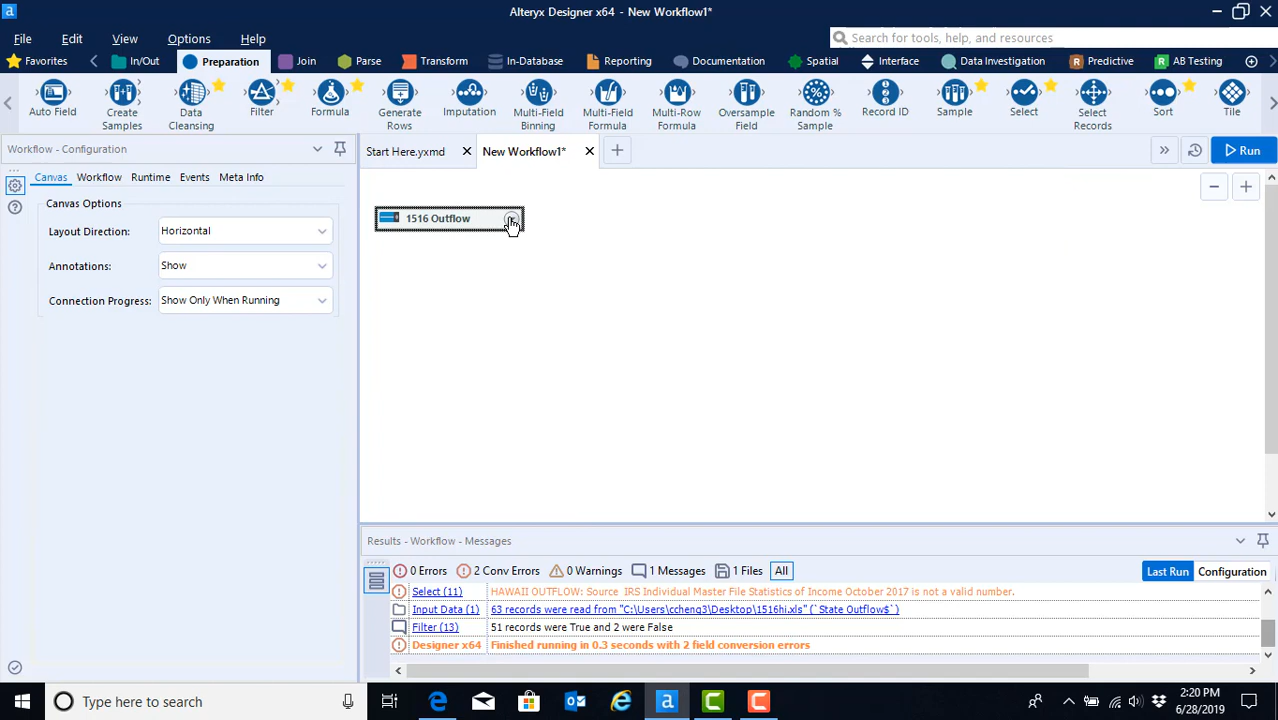 Alteryx Designer x64 - New Workflow1*
File Edit View Options Help
Search for tools, help, and resources
Favorites In/Out Preparation Join Parse Transform In-Database Reporting Documentation Spatial Interface Data Investigation Predictive AB Testing
Auto Field Create Samples Data Cleansing Filter Formula Generate Rows Imputation Multi-Field Binning Multi-Field Formula Multi-Row Formula Oversample Field Random % Sample Record ID Sample Select Select Records Sort Tile
Workflow - Configuration
Start Here.yxmd New Workflow1* Run
Canvas Workflow Runtime Events Meta Info
Canvas Options
Layout Direction: Horizontal
Annotations: Show
Connection Progress: Show Only When Running
1516 Outflow
Results - Workflow - Messages
0 Errors 2 Conv Errors 0 Warnings 1 Messages 1 Files All Last Run Configuration
Select (11) HAWAII OUTFLOW: Source IRS Individual Master File Statistics of Income October 2017 is not a valid number.
Input Data (1) 63 records were read from "C:\Users\ccheng3\Desktop\1516hi.xls" (`State Outflow$`)
Filter (13) 51 records were True and 2 were False
Designer x64 Finished running in 0.3 seconds with 2 field conversion errors
Type here to search
2:20 PM
6/28/2019